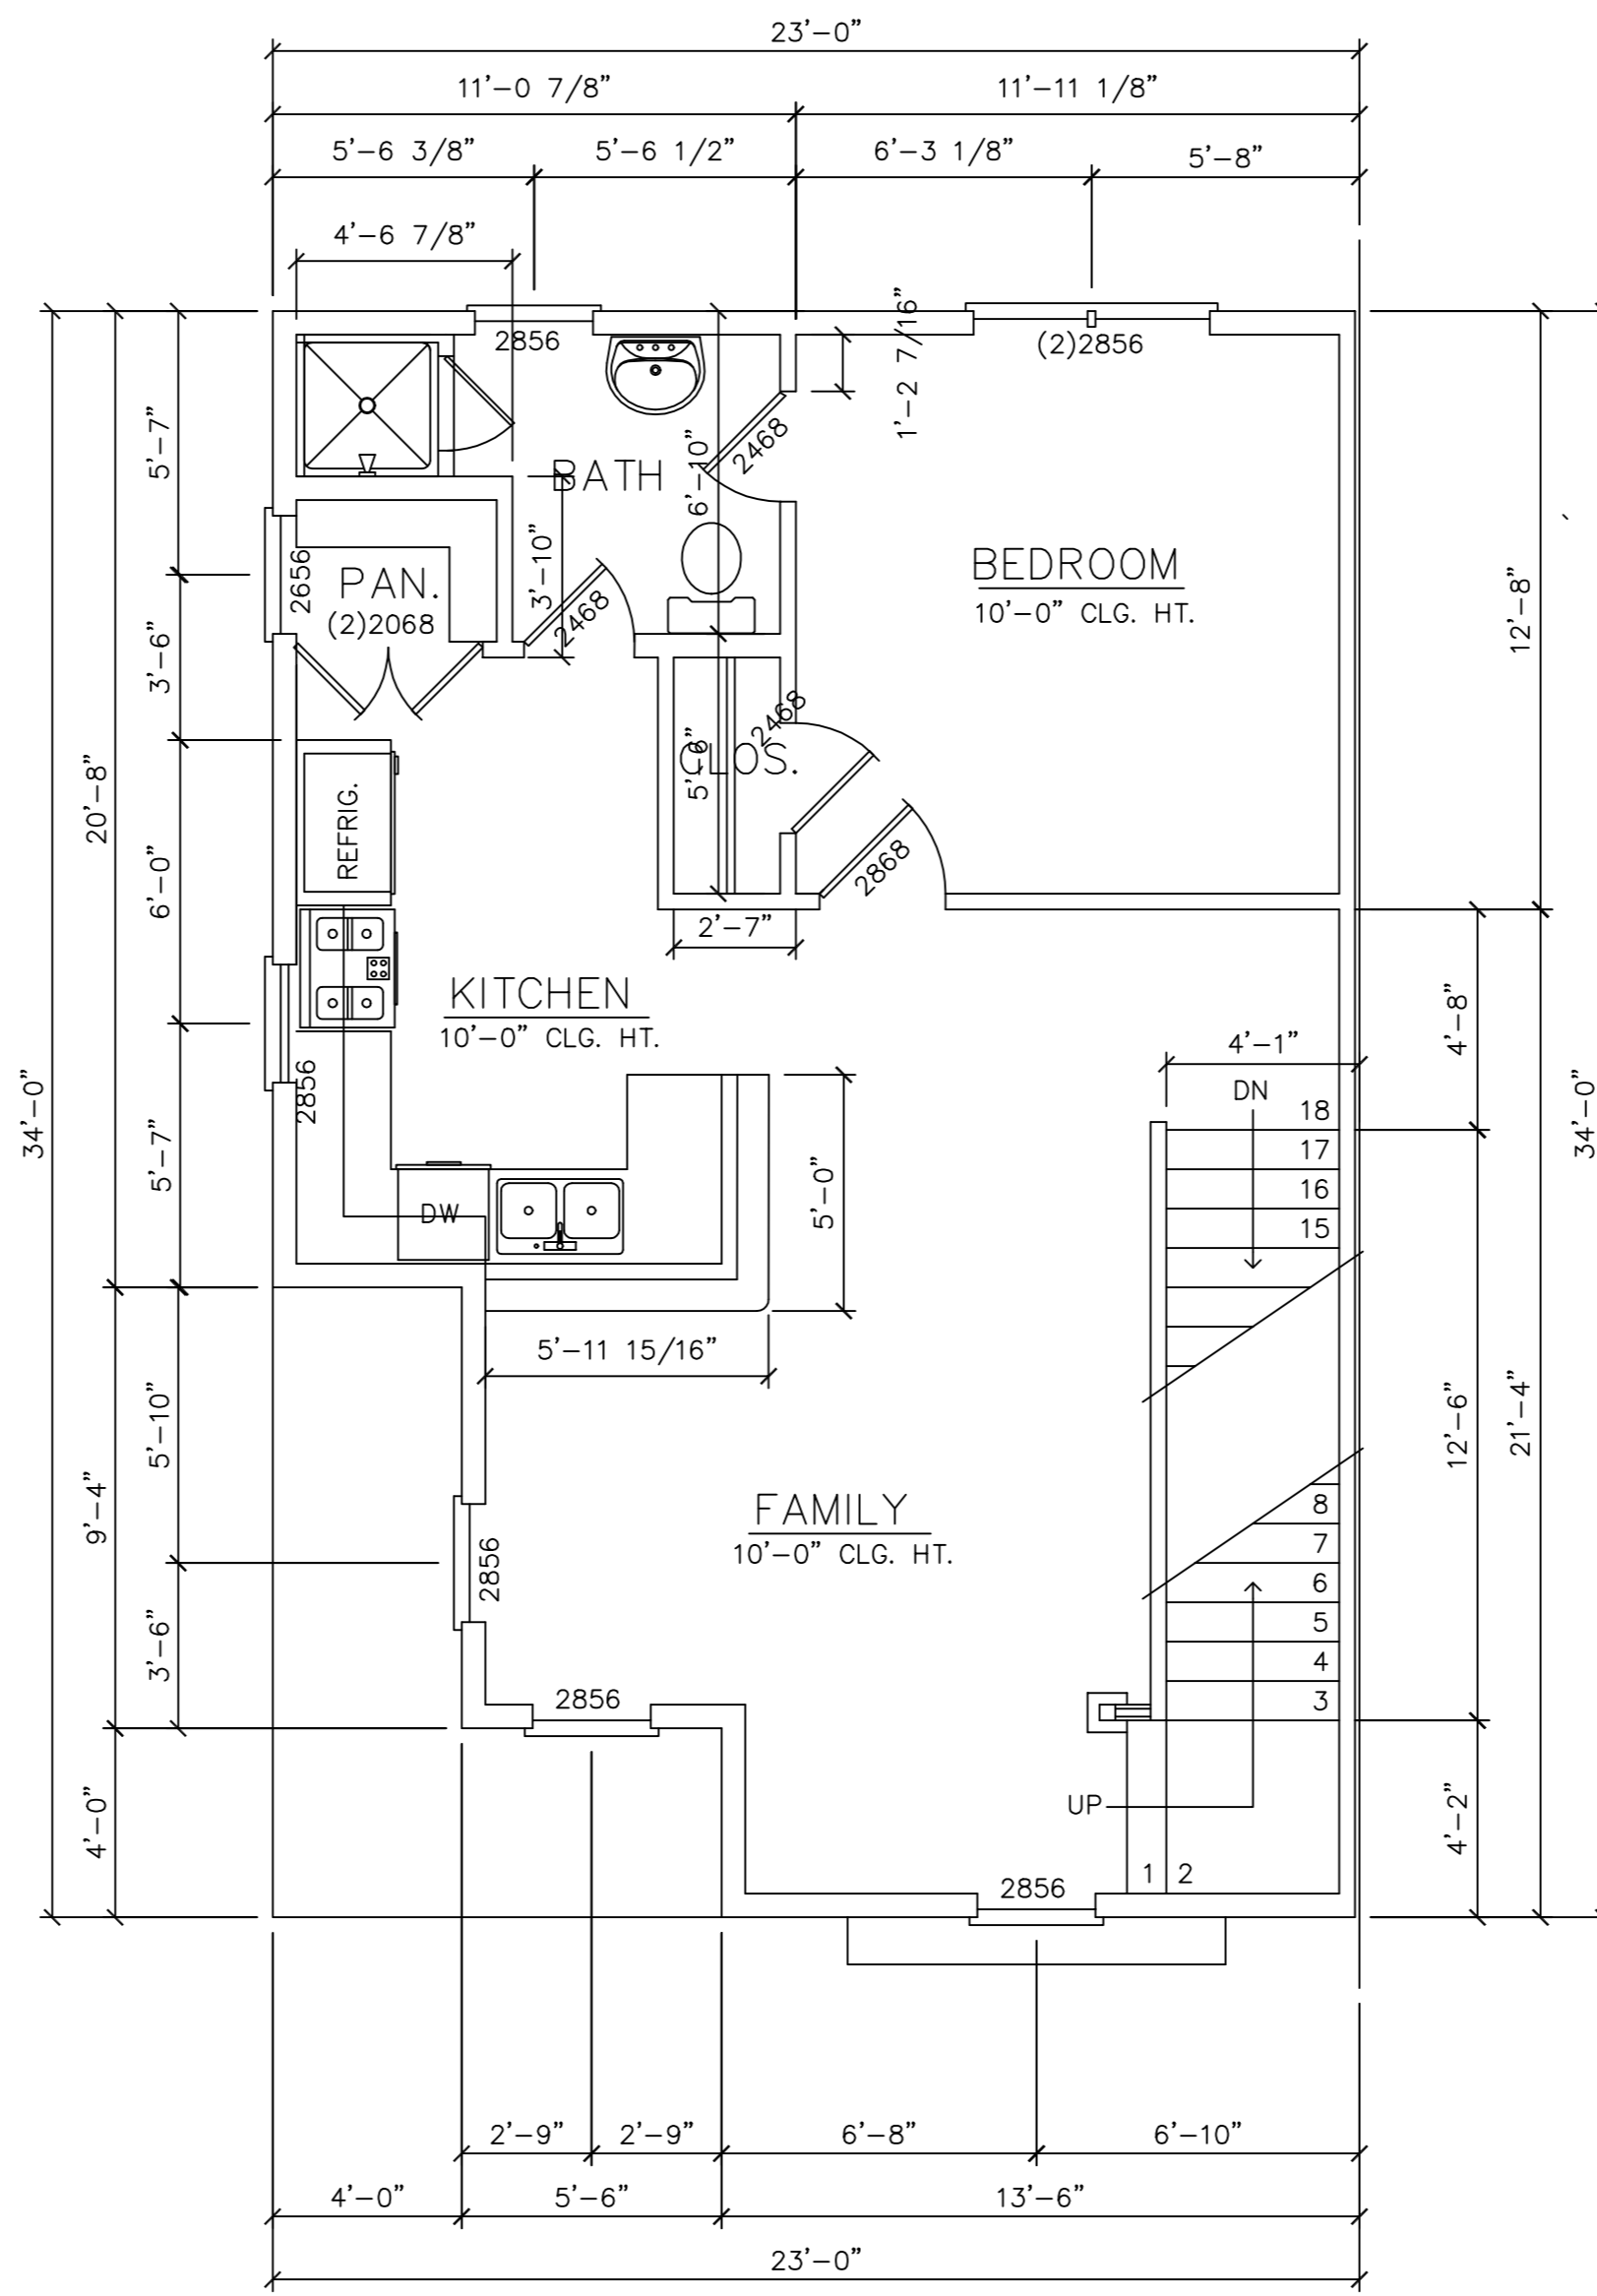 23'-0"
11'-0 7/8" 11'-11 1/8"
5'-6 3/8" 5'-6 1/2" 6'-3 1/8" 5'-8"
4'-6 7/8"
1'-2 7/16"
2856
(2)2856
2468
5'-7"
BATH
6'-10"
3'-10"
BEDROOM
10'-0" CLG. HT.
12'-8"
2656
PAN.
(2)2068
2468
3'-6"
2468
CLOS.
5'-6"
20'-8"
REFRIG.
6'-0"
2868
2'-7"
KITCHEN
10'-0" CLG. HT.
4'-8"
4'-1"
2856
34'-0"
34'-0"
DN
18
17
16
15
5'-7"
5'-0"
DW
5'-11 15/16"
5'-10"
12'-6"
21'-4"
9'-4"
FAMILY
10'-0" CLG. HT.
2856
8
7
6
5
4
3
3'-6"
2856
UP
4'-0"
4'-2"
1 2
2856
2'-9" 2'-9" 6'-8" 6'-10"
4'-0" 5'-6" 13'-6"
23'-0"